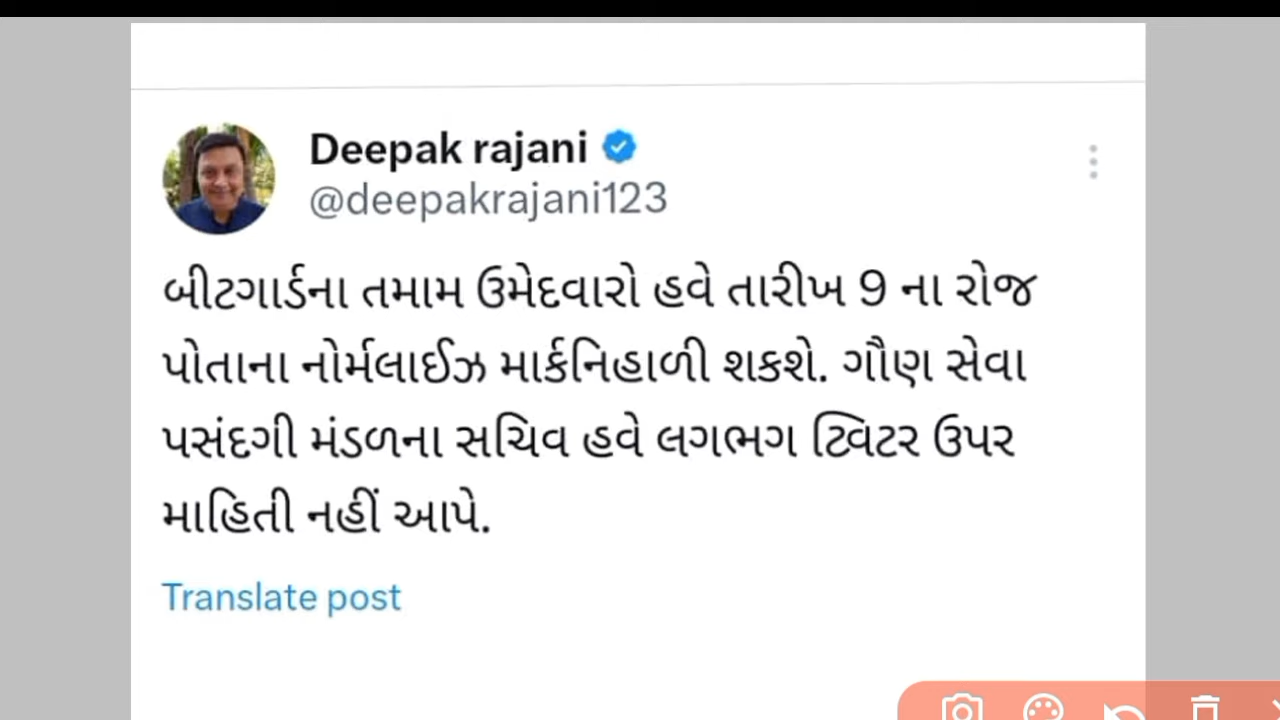 Deepak rajani
@deepakrajani123
બીટગાર્ડના તમામ ઉમેદવારો હવે તારીખ 9 ના રોજ
પોતાના નોર્મલાઈઝ માર્કનિહાળી શકશે. ગૌણ સેવા
પસંદગી મંડળના સચિવ હવે લગભગ ટ્વિટર ઉપર
માહિતી નહીં આપે.
Translate post